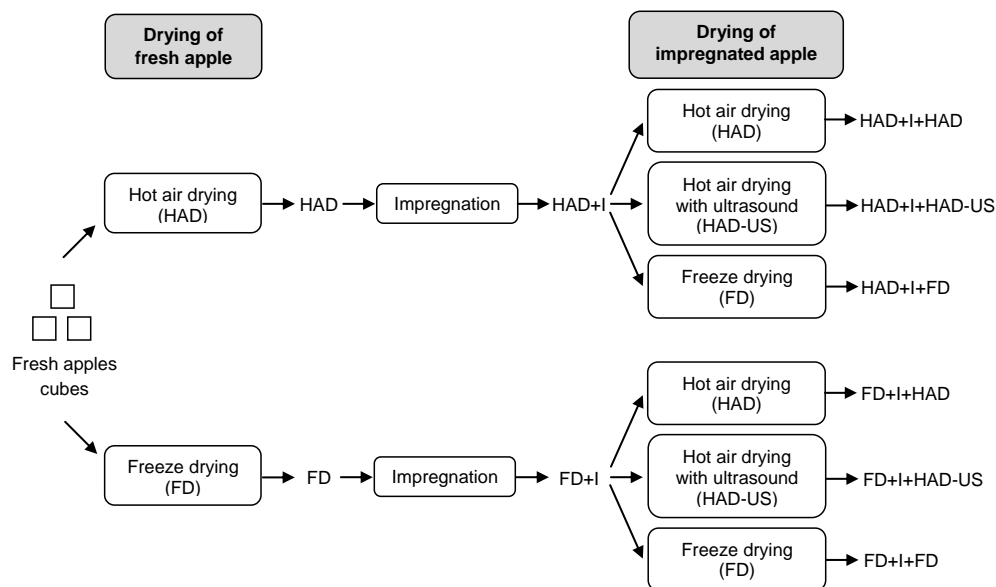 Drying of
fresh apple
Drying of
impregnated apple
Hot air drying
(HAD)
HAD
Impregnation
HAD+I
Hot air drying
(HAD)
HAD+I+HAD
Hot air drying
with ultrasound
(HAD-US)
HAD+I+HAD-US
Freeze drying
(FD)
HAD+I+FD
Fresh apples
cubes
Freeze drying
(FD)
FD
Impregnation
FD+I
Hot air drying
(HAD)
FD+I+HAD
Hot air drying
with ultrasound
(HAD-US)
FD+I+HAD-US
Freeze drying
(FD)
FD+I+FD